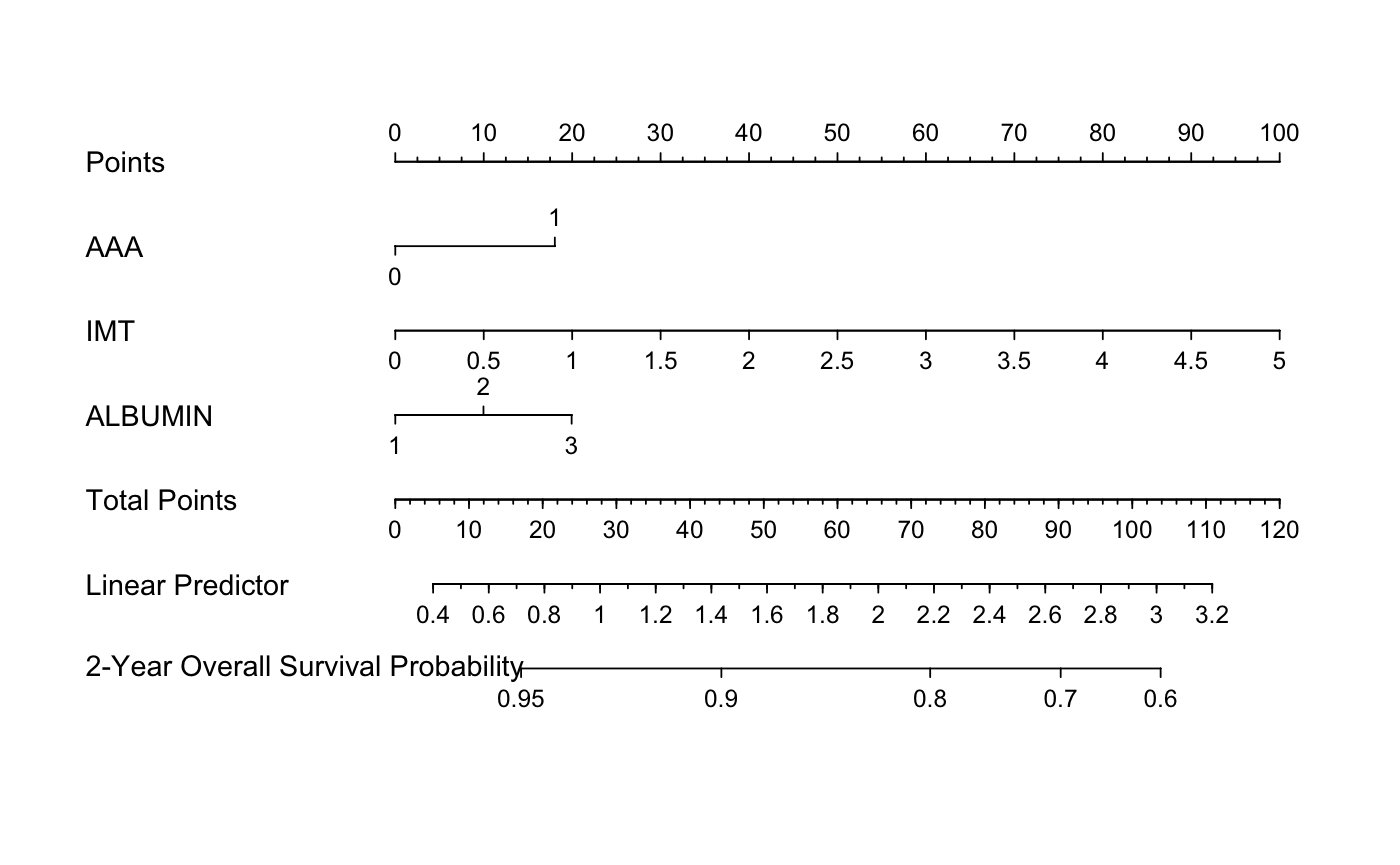 0 10 20 30 40 50 60 70 80 90 100
Points
1
AAA
0
IMT
0 0.5 1 1.5 2 2.5 3 3.5 4 4.5 5
2
ALBUMIN
1 3
Total Points
0 10 20 30 40 50 60 70 80 90 100 110 120
Linear Predictor
0.4 0.6 0.8 1 1.2 1.4 1.6 1.8 2 2.2 2.4 2.6 2.8 3 3.2
2-Year Overall Survival Probability
0.95 0.9 0.8 0.7 0.6